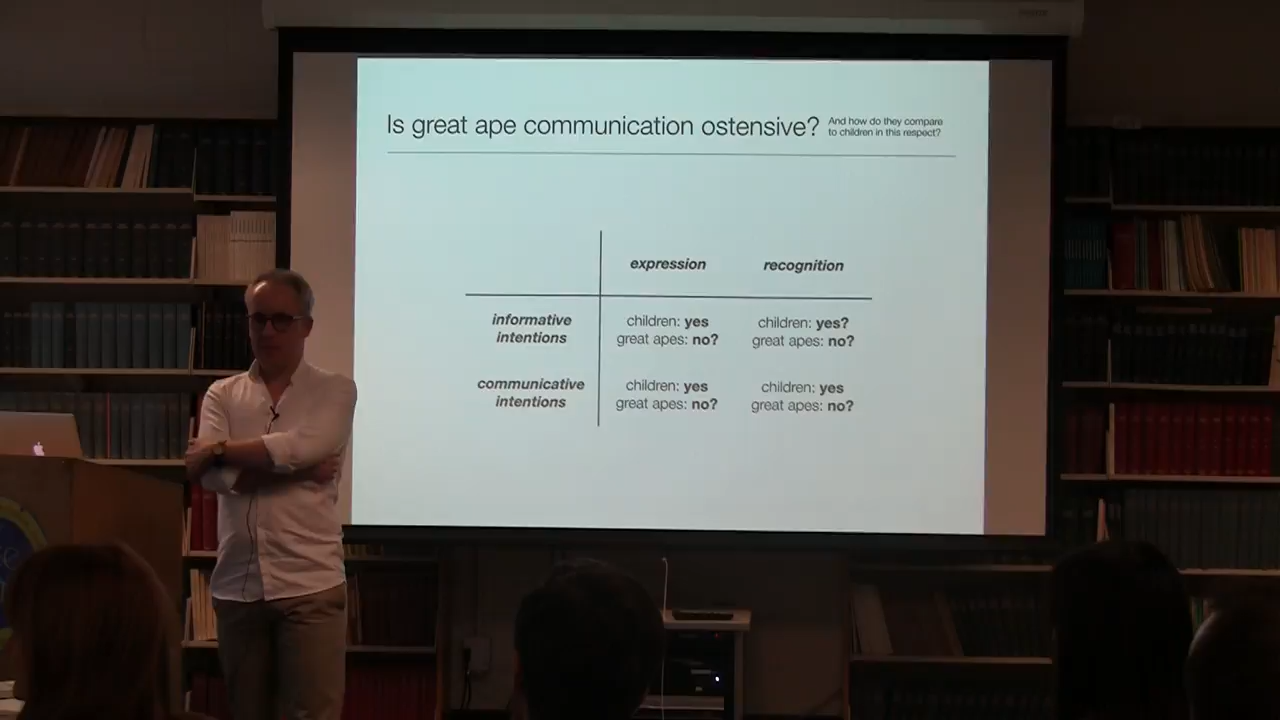 Is great ape communication ostensive?
And how do they compare
to children in this respect?
expression
recognition
informative
intentions
children: yes
great apes: no?
children: yes?
great apes: no?
communicative
intentions
children: yes
great apes: no?
children: yes
great apes: no?